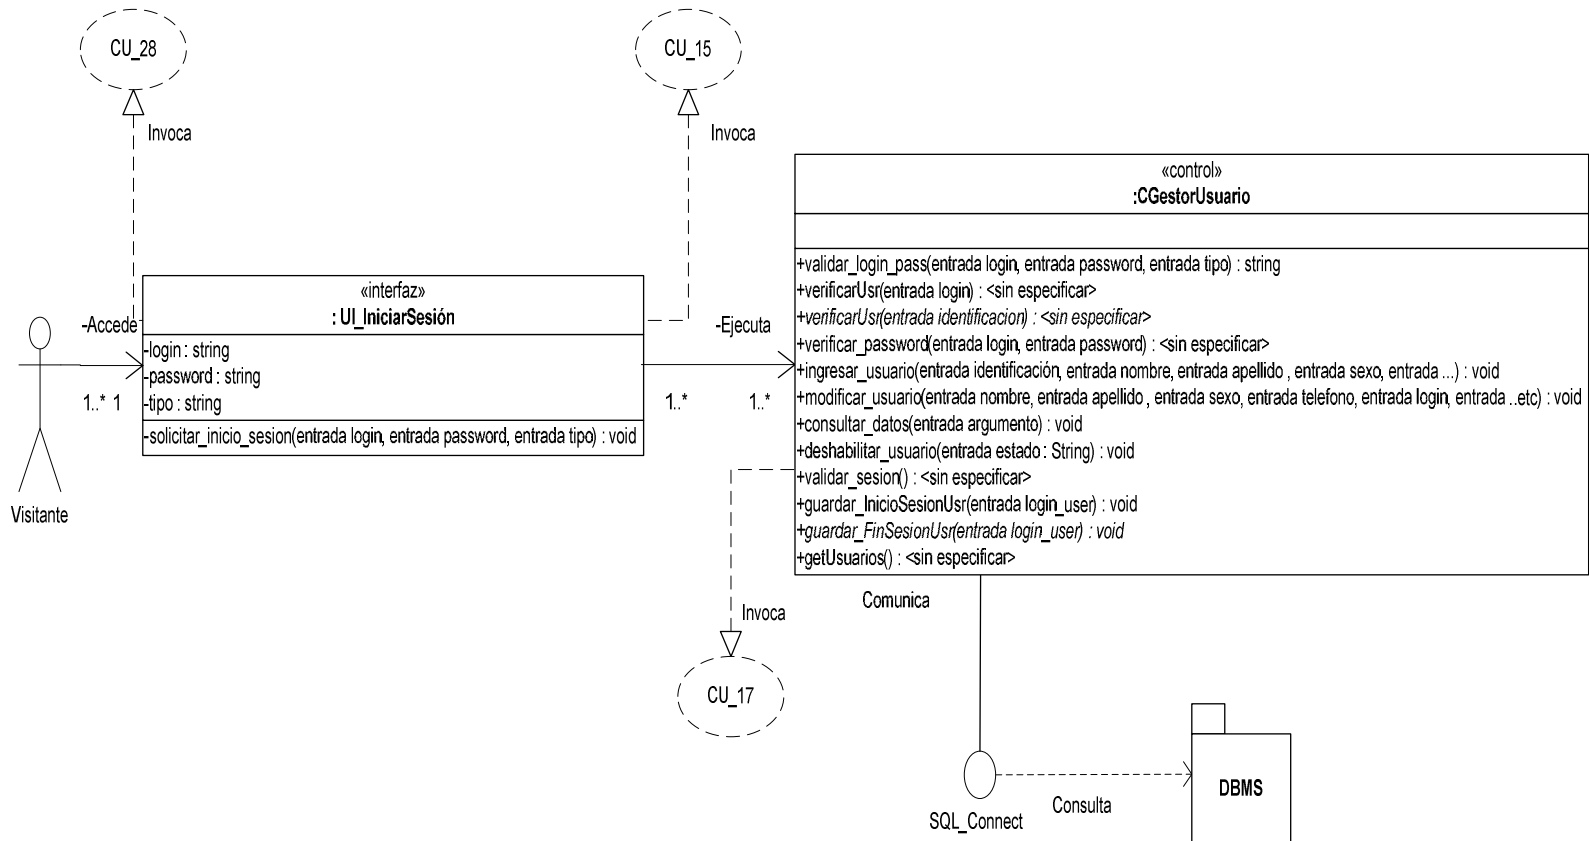 CU_28
CU_15
Invoca
Invoca
«control»
:CGestorUsuario
+validar_login_pass(entrada login, entrada password, entrada tipo) : string
+verificarUsr(entrada login) : <sin especificar>
+verificarUsr(entrada identificacion) : <sin especificar>
+verificar_password(entrada login, entrada password) : <sin especificar>
+ingresar_usuario(entrada identificación, entrada nombre, entrada apellido , entrada sexo, entrada ...) : void
+modificar_usuario(entrada nombre, entrada apellido , entrada sexo, entrada telefono, entrada login, entrada ..etc) : void
+consultar_datos(entrada argumento) : void
+deshabilitar_usuario(entrada estado : String) : void
+validar_sesion() : <sin especificar>
+guardar_InicioSesionUsr(entrada login_user) : void
+guardar_FinSesionUsr(entrada login_user) : void
+getUsuarios() : <sin especificar>
«interfaz»
: UI_IniciarSesión
-login : string
-password : string
-tipo : string
-solicitar_inicio_sesion(entrada login, entrada password, entrada tipo) : void
-Accede
1..* 1
-Ejecuta
1..* 1..*
Visitante
Invoca
CU_17
Comunica
SQL_Connect
Consulta
DBMS